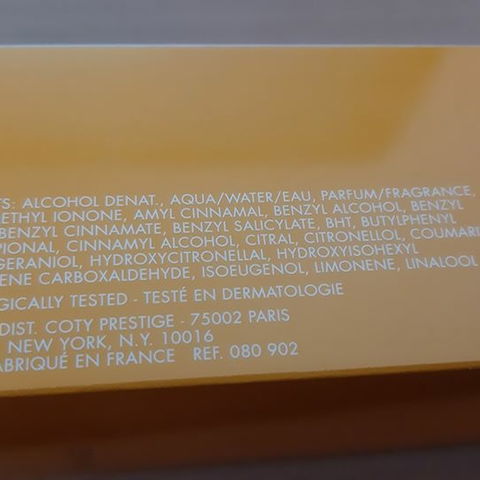 TS: ALCOHOL DENAT., AQUA/WATER/EAU, PARFUM/FRAGRANCE,
ETHYL IONONE, AMYL CINNAMAL, BENZYL ALCOHOL, BENZYL
BENZYL CINNAMATE, BENZYL SALICYLATE, BHT, BUTYLPHENYL
PIONAL, CINNAMYL ALCOHOL, CITRAL, CITRONELLOL, COUMARI
GERANIOL, HYDROXYCITRONELLAL, HYDROXYISOHEXYL
ENE CARBOXALDEHYDE, ISOEUGENOL, LIMONENE, LINALOOL
GICALLY TESTED - TESTÉ EN DERMATOLOGIE
DIST. COTY PRESTIGE - 75002 PARIS
NEW YORK, N.Y. 10016
ABRIQUÉ EN FRANCE REF. 080 902